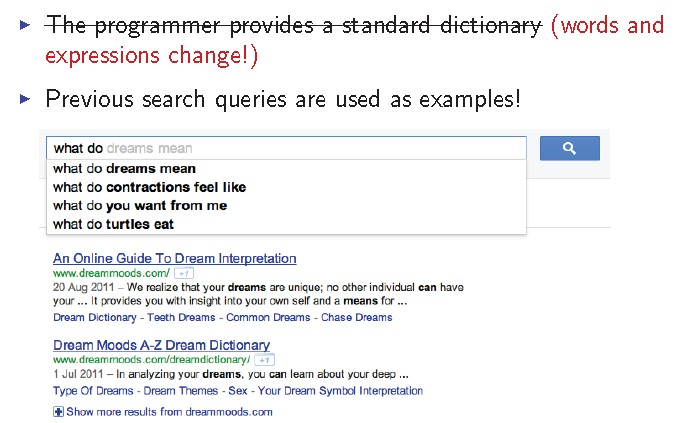 The programmer provides a standard dictionary (words and
expressions change!)
Previous search queries are used as examples!
what do dreams mean
what do dreams mean
what do contractions feel like
what do you want from me
what do turtles eat
An Online Guide To Dream Interpretation
www.dreammoods.com/ +1
20 Aug 2011 – We realize that your dreams are unique; no other individual can have
your ... It provides you with insight into your own self and a means for ...
Dream Dictionary - Teeth Dreams - Common Dreams - Chase Dreams
Dream Moods A-Z Dream Dictionary
www.dreammoods.com/dreamdictionary/ +1
1 Jul 2011 – In analyzing your dreams, you can learn about your deep ...
Type Of Dreams - Dream Themes - Sex - Your Dream Symbol Interpretation
Show more results from dreammoods.com